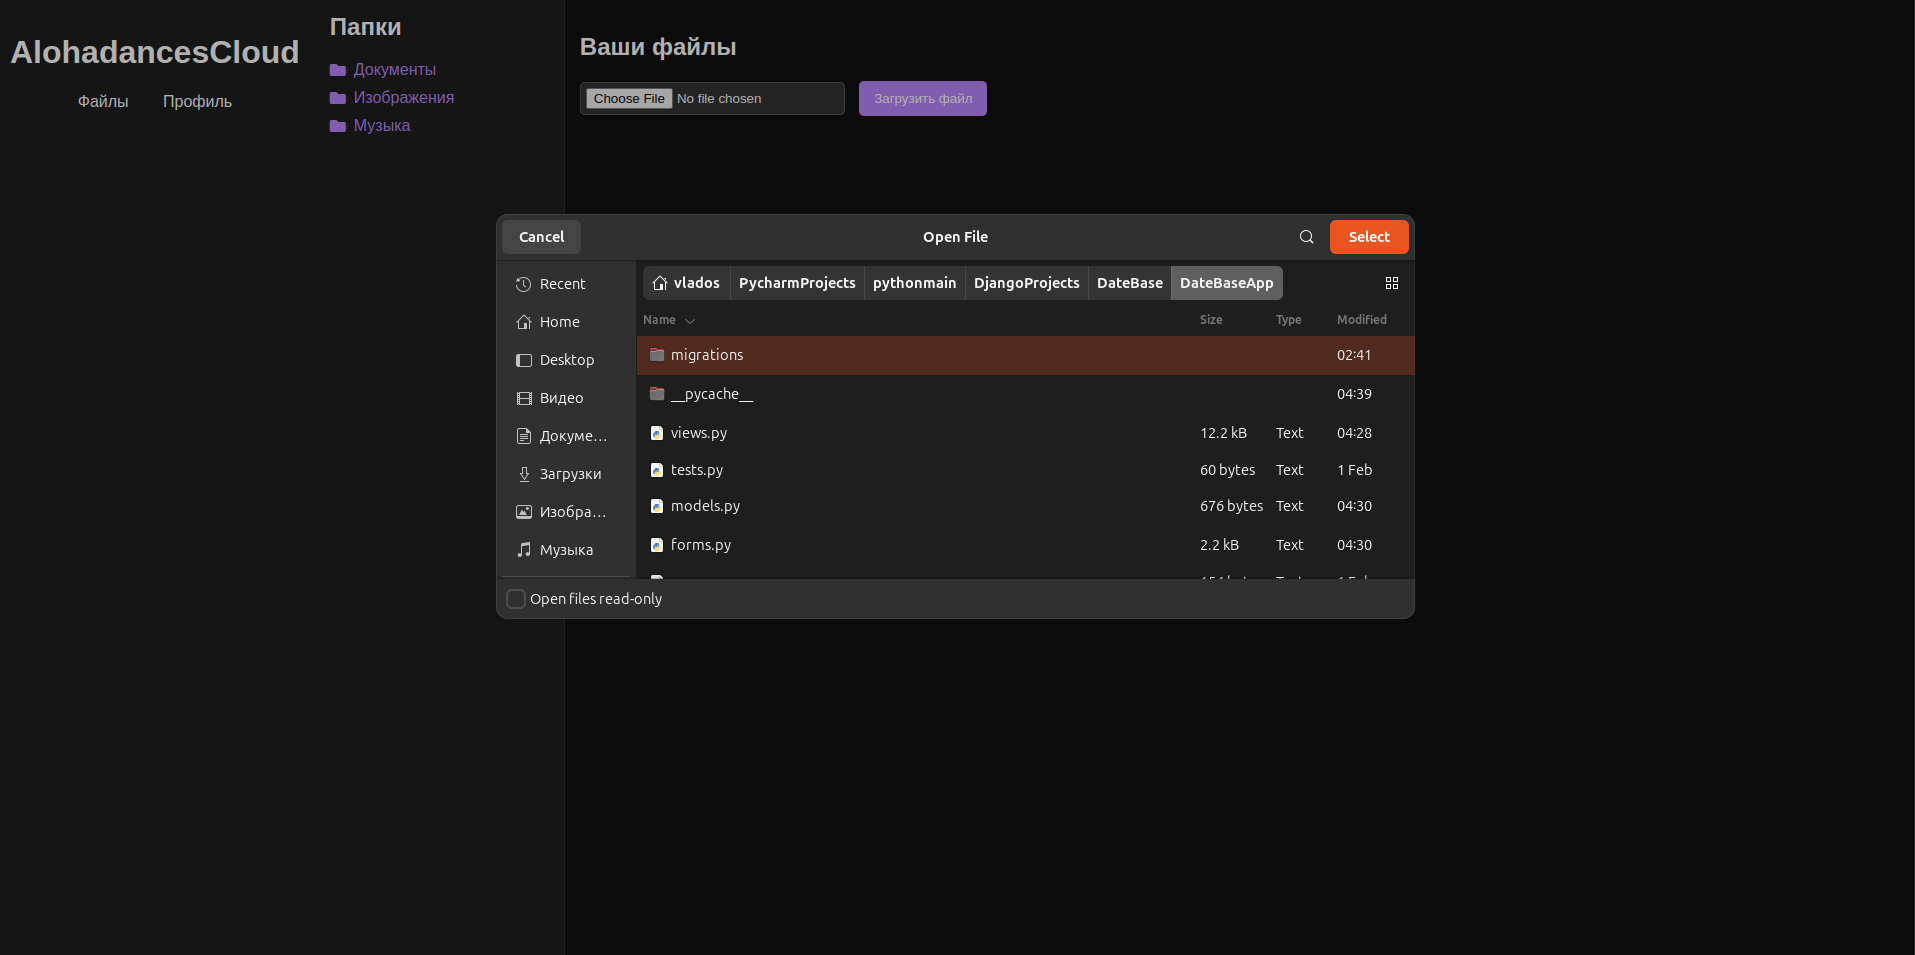 AlohadancesCloud
Файлы Профиль
Папки
Документы
Изображения
Музыка
Ваши файлы
Choose File No file chosen Загрузить файл
Cancel Open File Select
Recent
Home
Desktop
Видео
Докуме…
Загрузки
Изобра…
Музыка
vlados PycharmProjects pythonmain DjangoProjects DateBase DateBaseApp
Name Size Type Modified
migrations 02:41
__pycache__ 04:39
views.py 12.2 kB Text 04:28
tests.py 60 bytes Text 1 Feb
models.py 676 bytes Text 04:30
forms.py 2.2 kB Text 04:30
Open files read-only